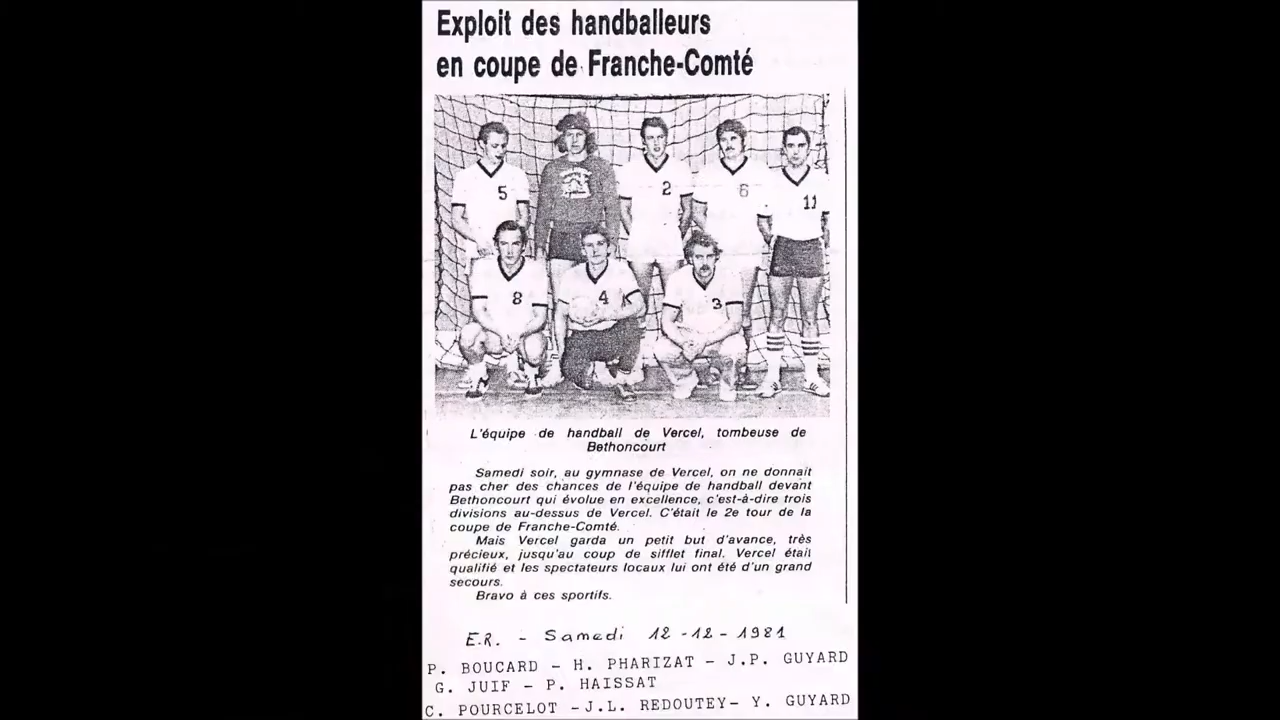 Exploit des handballeurs
en coupe de Franche-Comté
5
2
6
11
8
4
3
L'équipe de handball de Vercel, tombeuse de
Bethoncourt
Samedi soir, au gymnase de Vercel, on ne donnait
pas cher des chances de l'équipe de handball devant
Bethoncourt qui évolue en excellence, c'est-à-dire trois
divisions au-dessus de Vercel. C'était le 2e tour de la
coupe de Franche-Comté.
Mais Vercel garda un petit but d'avance, très
précieux, jusqu'au coup de sifflet final. Vercel était
qualifié et les spectateurs locaux lui ont été d'un grand
secours.
Bravo à ces sportifs.
E.R. - Samedi 12-12-1981
P. BOUCARD - H. PHARIZAT - J.P. GUYARD
G. JUIF - P. HAISSAT
C. POURCELOT -J.L. REDOUTEY- Y. GUYARD